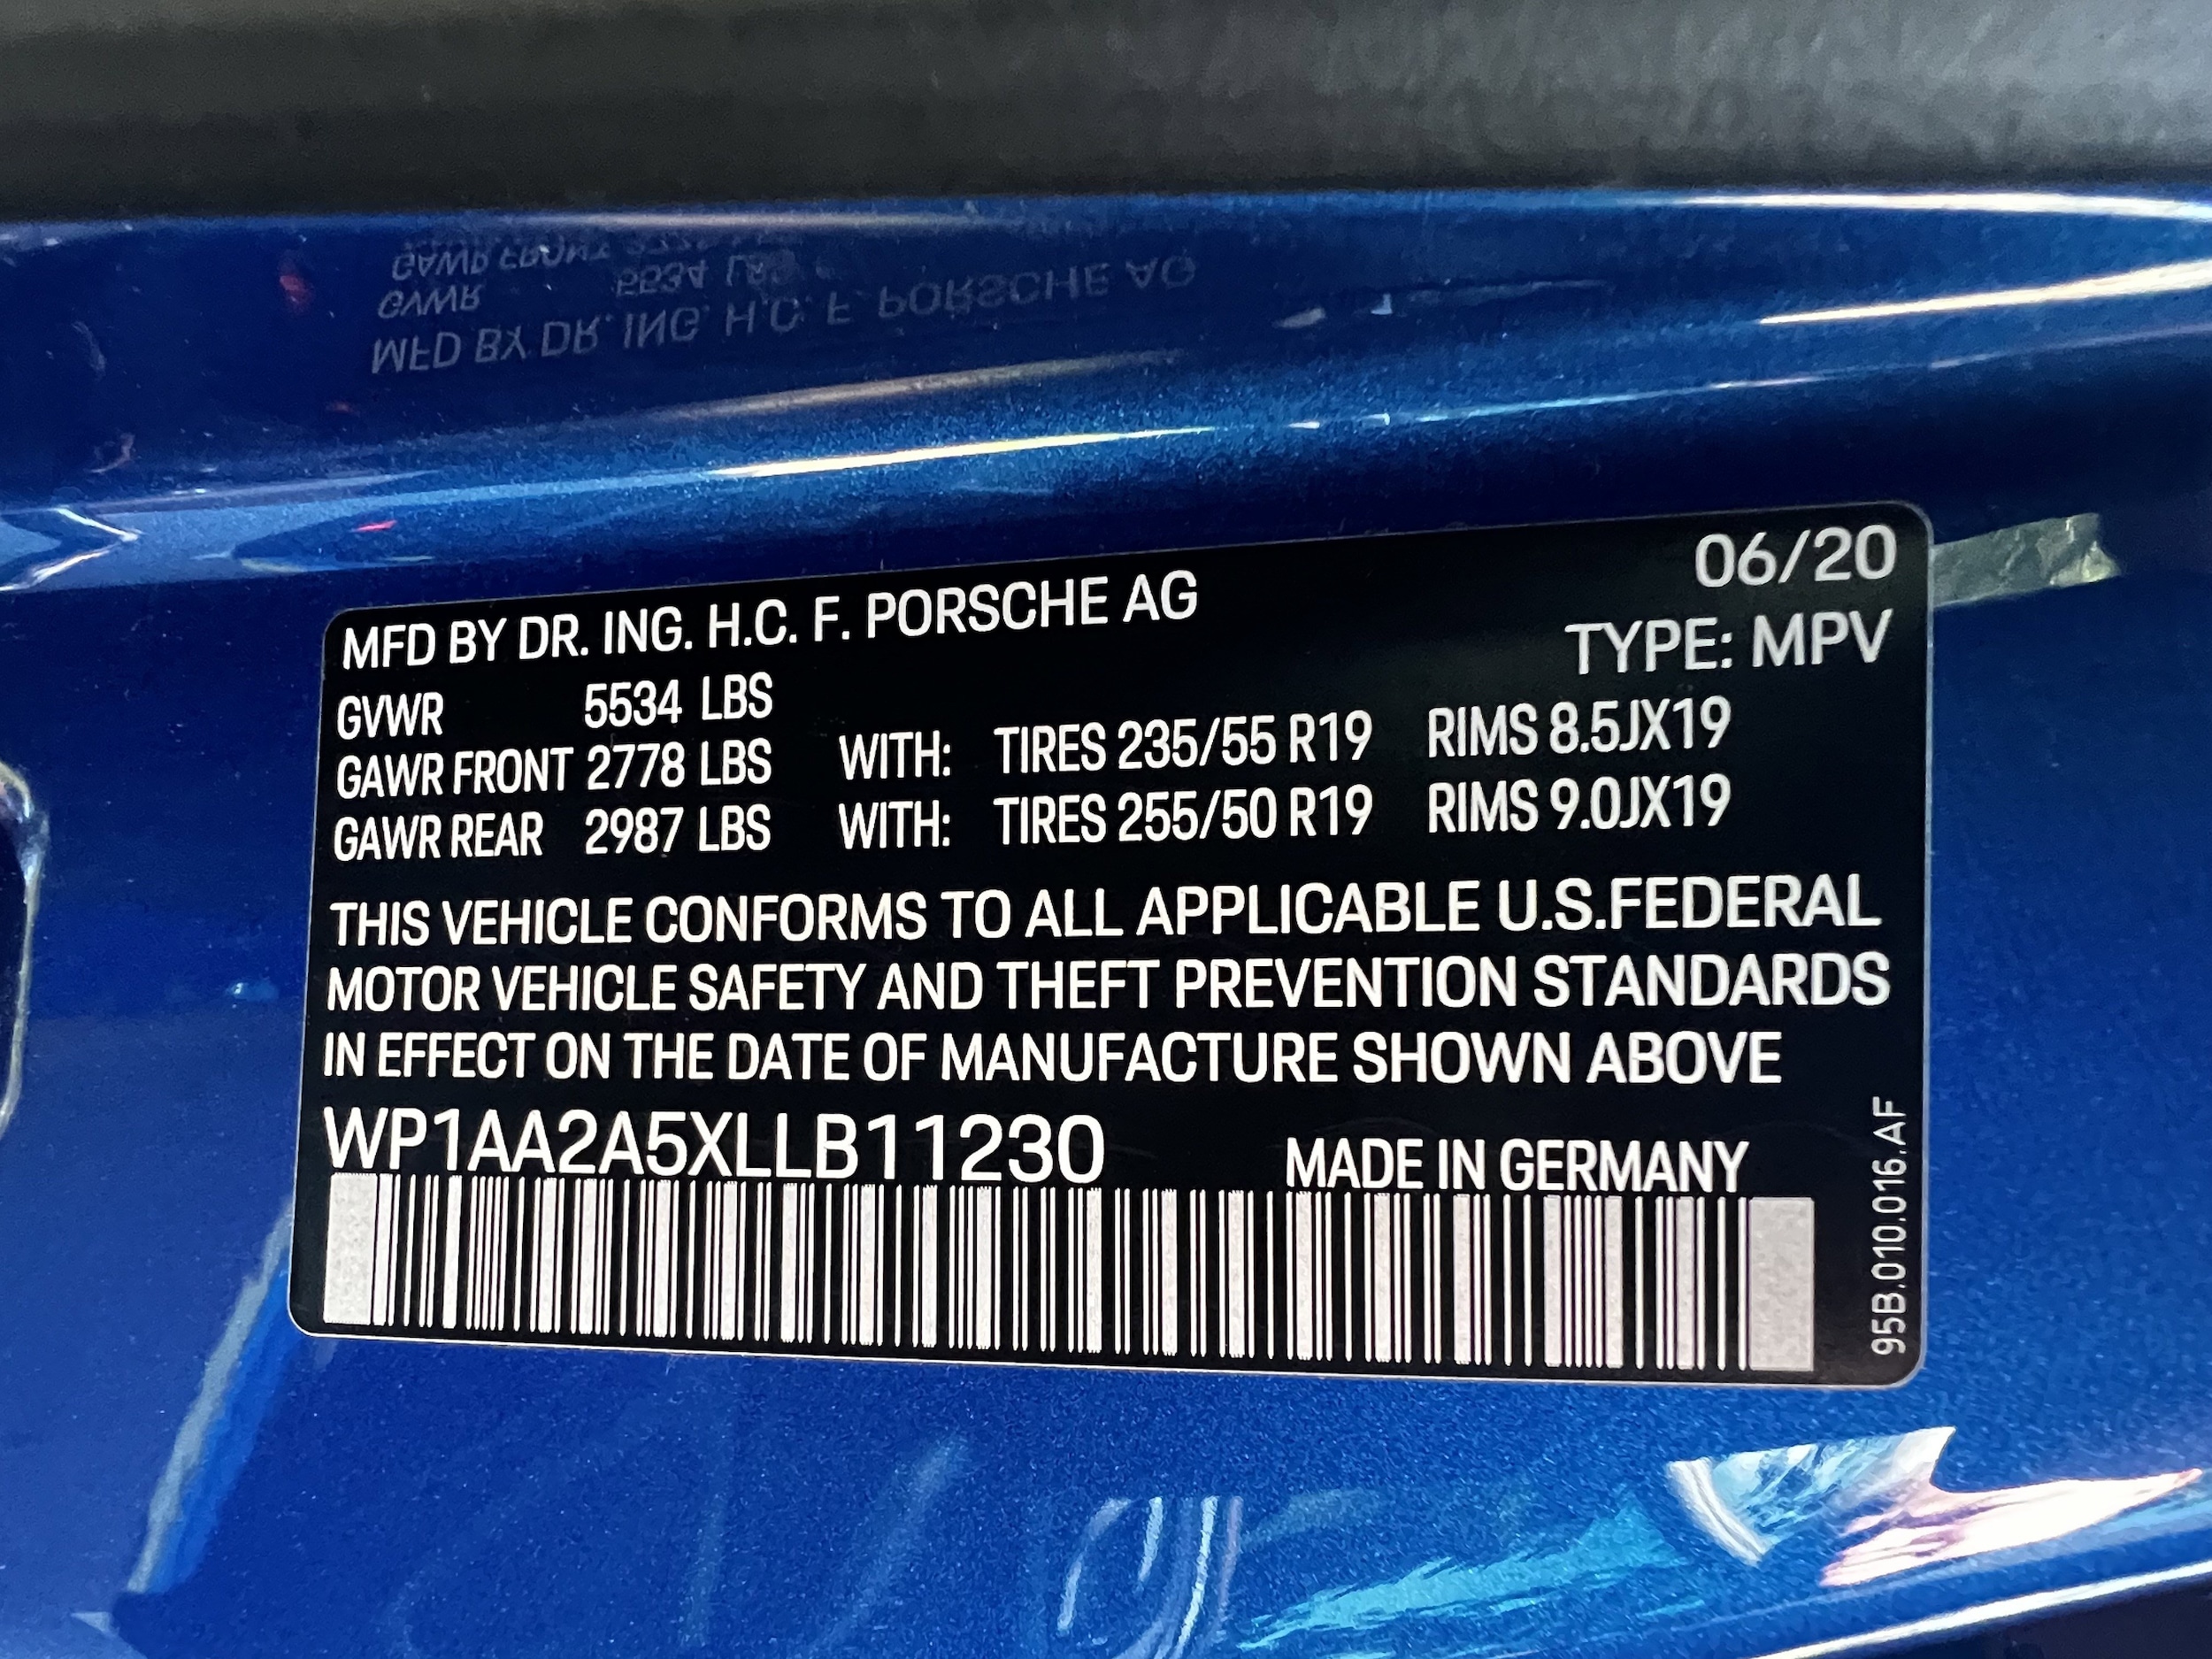 MFD BY DR. ING. H.C. F. PORSCHE AG 06/20
TYPE: MPV
GVWR 5534 LBS
GAWR FRONT 2778 LBS WITH: TIRES 235/55 R19 RIMS 8.5JX19
GAWR REAR 2987 LBS WITH: TIRES 255/50 R19 RIMS 9.0JX19
THIS VEHICLE CONFORMS TO ALL APPLICABLE U.S.FEDERAL
MOTOR VEHICLE SAFETY AND THEFT PREVENTION STANDARDS
IN EFFECT ON THE DATE OF MANUFACTURE SHOWN ABOVE
WP1AA2A5XLLB11230 MADE IN GERMANY
95B.010.016.AF